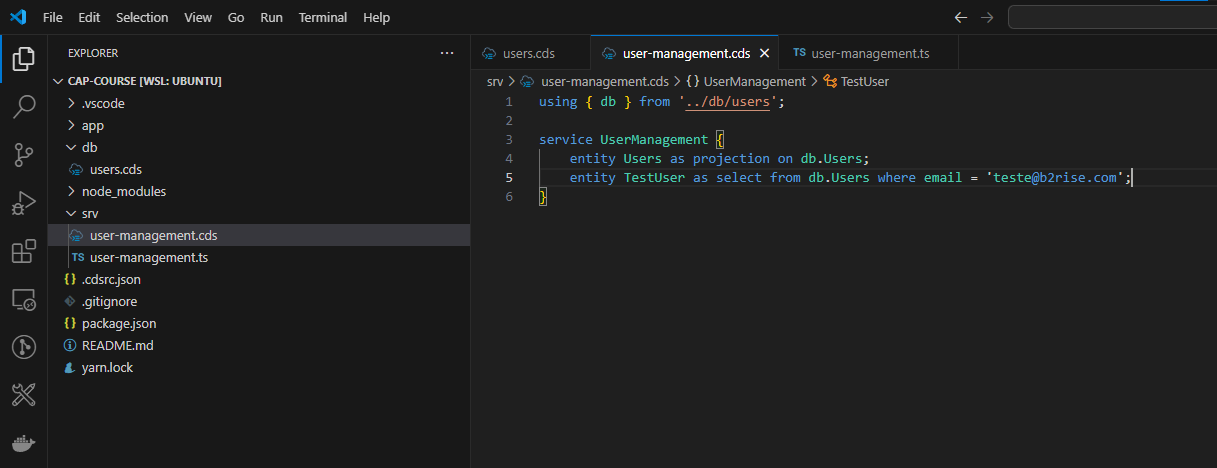 File Edit Selection View Go Run Terminal Help
EXPLORER
CAP-COURSE [WSL: UBUNTU]
.vscode
app
db
users.cds
node_modules
srv
user-management.cds
TS user-management.ts
{} .cdsrc.json
.gitignore
{} package.json
README.md
yarn.lock
users.cds user-management.cds TS user-management.ts
srv > user-management.cds > {} UserManagement > TestUser
1 using { db } from '../db/users';
2
3 service UserManagement {
4 entity Users as projection on db.Users;
5 entity TestUser as select from db.Users where email = 'teste@b2rise.com';
6 }